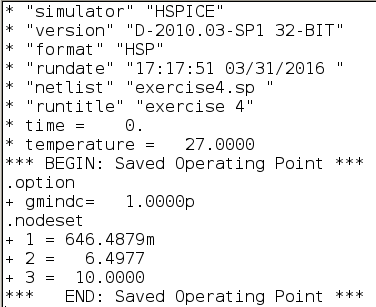 * "simulator" "HSPICE"
* "version" "D-2010.03-SP1 32-BIT"
* "format" "HSP"
* "rundate" "17:17:51 03/31/2016 "
* "netlist" "exercise4.sp "
* "runtitle" "exercise 4"
* time =    0.
* temperature =   27.0000
*** BEGIN: Saved Operating Point ***
.option
+ gmindc=   1.0000p
.nodeset
+ 1 = 646.4879m
+ 2 =   6.4977
+ 3 =  10.0000
***   END: Saved Operating Point ***